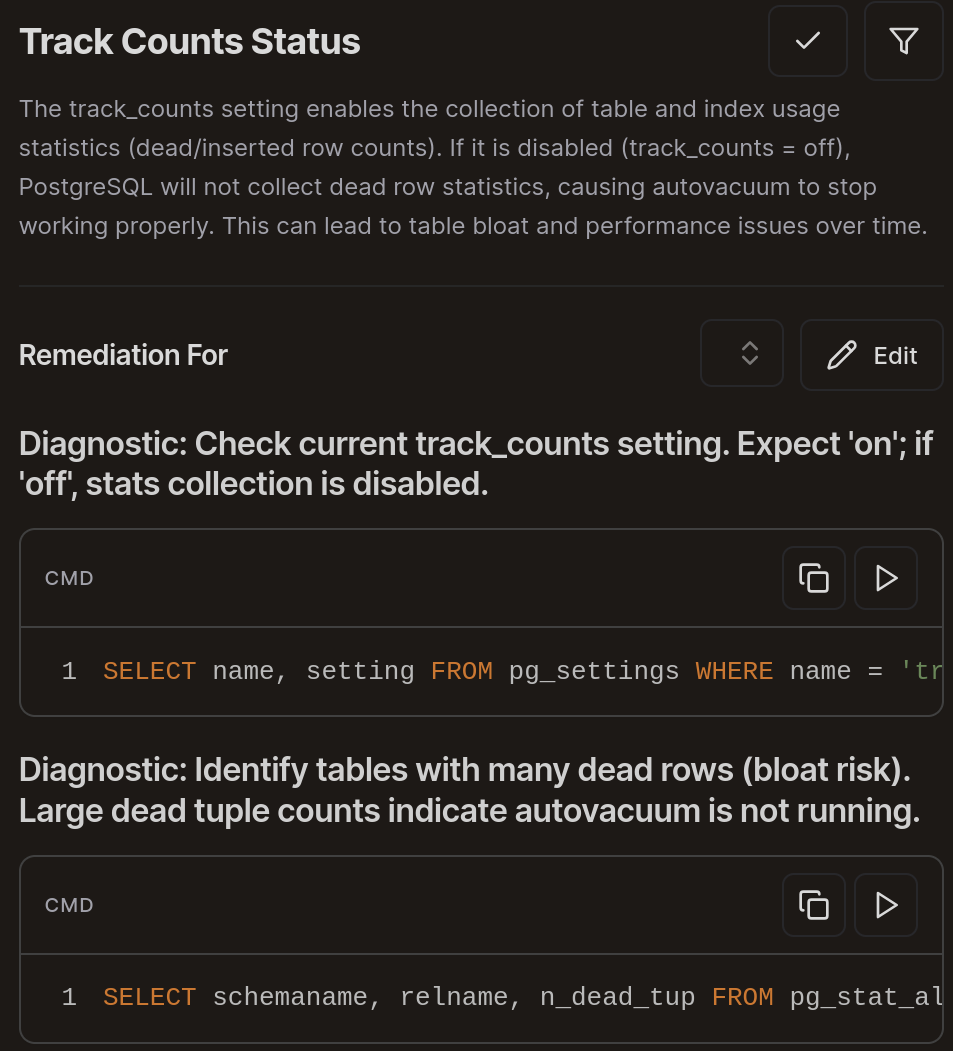 Track Counts Status
The track_counts setting enables the collection of table and index usage
statistics (dead/inserted row counts). If it is disabled (track_counts = off),
PostgreSQL will not collect dead row statistics, causing autovacuum to stop
working properly. This can lead to table bloat and performance issues over time.
Remediation For
Edit
Diagnostic: Check current track_counts setting. Expect 'on'; if
'off', stats collection is disabled.
CMD
1 SELECT name, setting FROM pg_settings WHERE name = 'tr
Diagnostic: Identify tables with many dead rows (bloat risk).
Large dead tuple counts indicate autovacuum is not running.
CMD
1 SELECT schemaname, relname, n_dead_tup FROM pg_stat_al